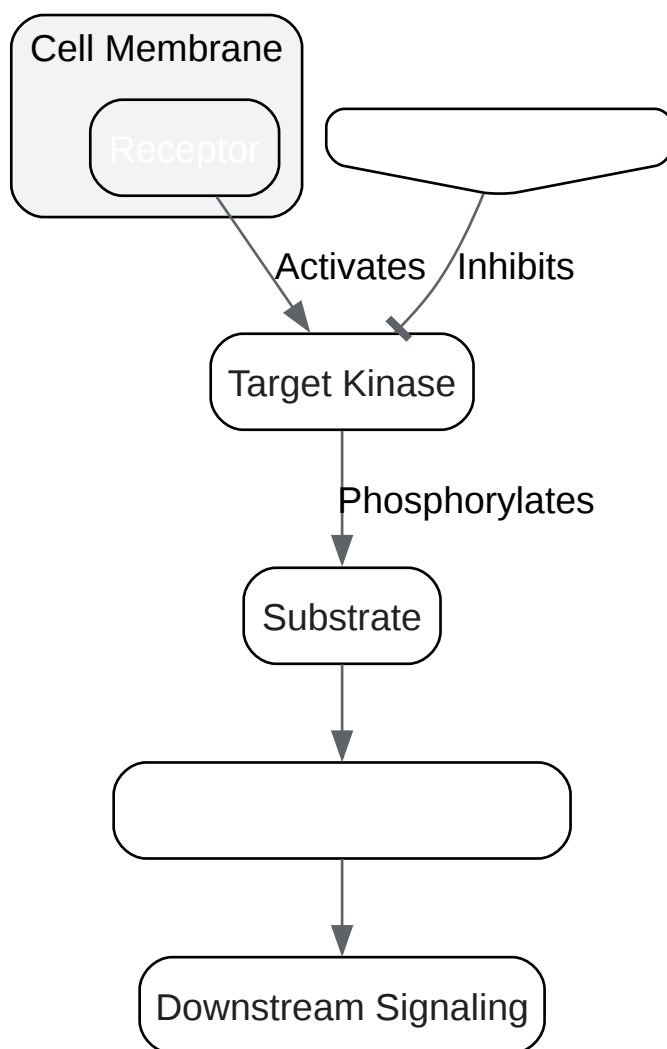 Cell Membrane
Receptor
Activates
Inhibits
Target Kinase
Phosphorylates
Substrate
Downstream Signaling